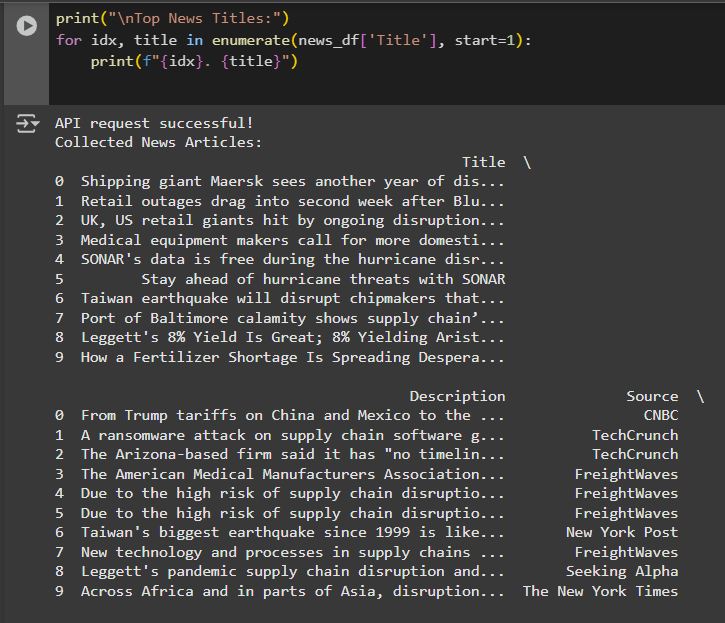 print("\nTop News Titles:")
for idx, title in enumerate(news_df['Title'], start=1):
    print(f"{idx}. {title}")
API request successful!
Collected News Articles:
                                               Title  \
0  Shipping giant Maersk sees another year of dis...
1  Retail outages drag into second week after Blu...
2  UK, US retail giants hit by ongoing disruption...
3  Medical equipment makers call for more domesti...
4  SONAR's data is free during the hurricane disr...
5         Stay ahead of hurricane threats with SONAR
6  Taiwan earthquake will disrupt chipmakers that...
7  Port of Baltimore calamity shows supply chain’...
8  Leggett's 8% Yield Is Great; 8% Yielding Arist...
9  How a Fertilizer Shortage Is Spreading Despera...
                                         Description              Source  \
0  From Trump tariffs on China and Mexico to the ...                CNBC
1  A ransomware attack on supply chain software g...          TechCrunch
2  The Arizona-based firm said it has "no timelin...          TechCrunch
3  The American Medical Manufacturers Association...        FreightWaves
4  Due to the high risk of supply chain disruptio...        FreightWaves
5  Due to the high risk of supply chain disruptio...        FreightWaves
6  Taiwan's biggest earthquake since 1999 is like...       New York Post
7  New technology and processes in supply chains ...        FreightWaves
8  Leggett's pandemic supply chain disruption and...       Seeking Alpha
9  Across Africa and in parts of Asia, disruption...  The New York Times